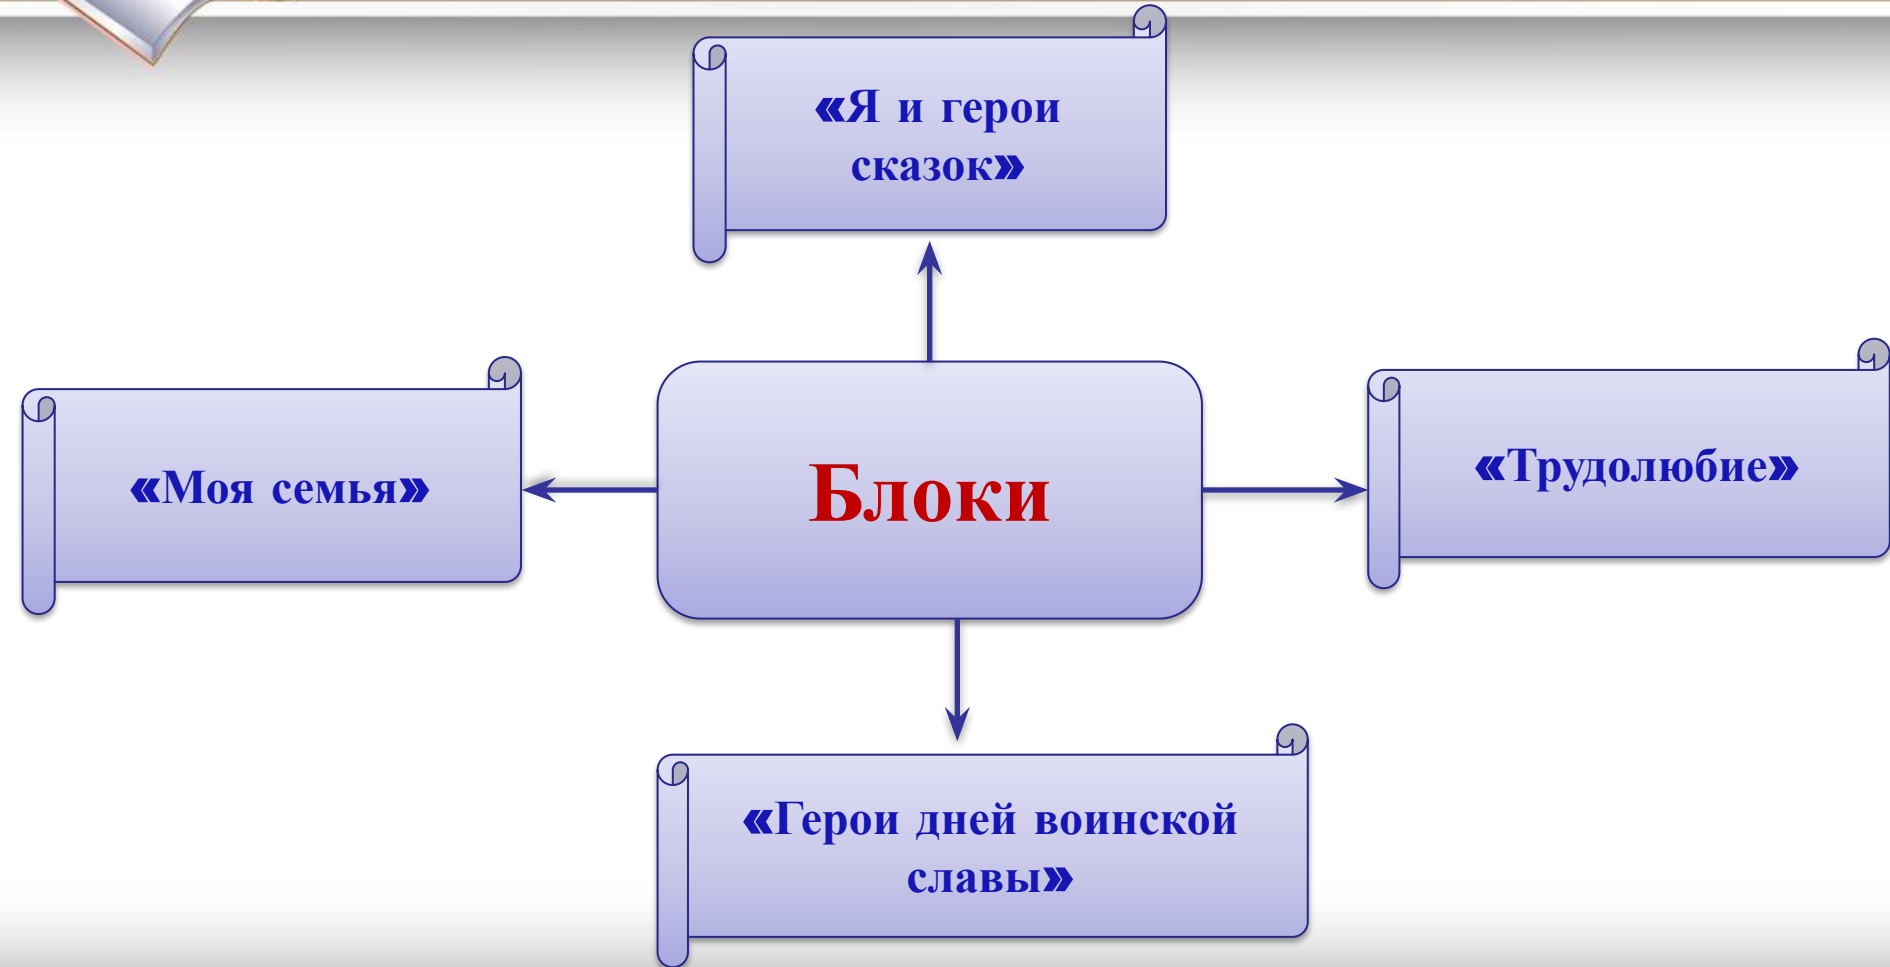 «Я и герои
сказок»
«Моя семья»
Блоки
«Трудолюбие»
«Герои дней воинской
славы»